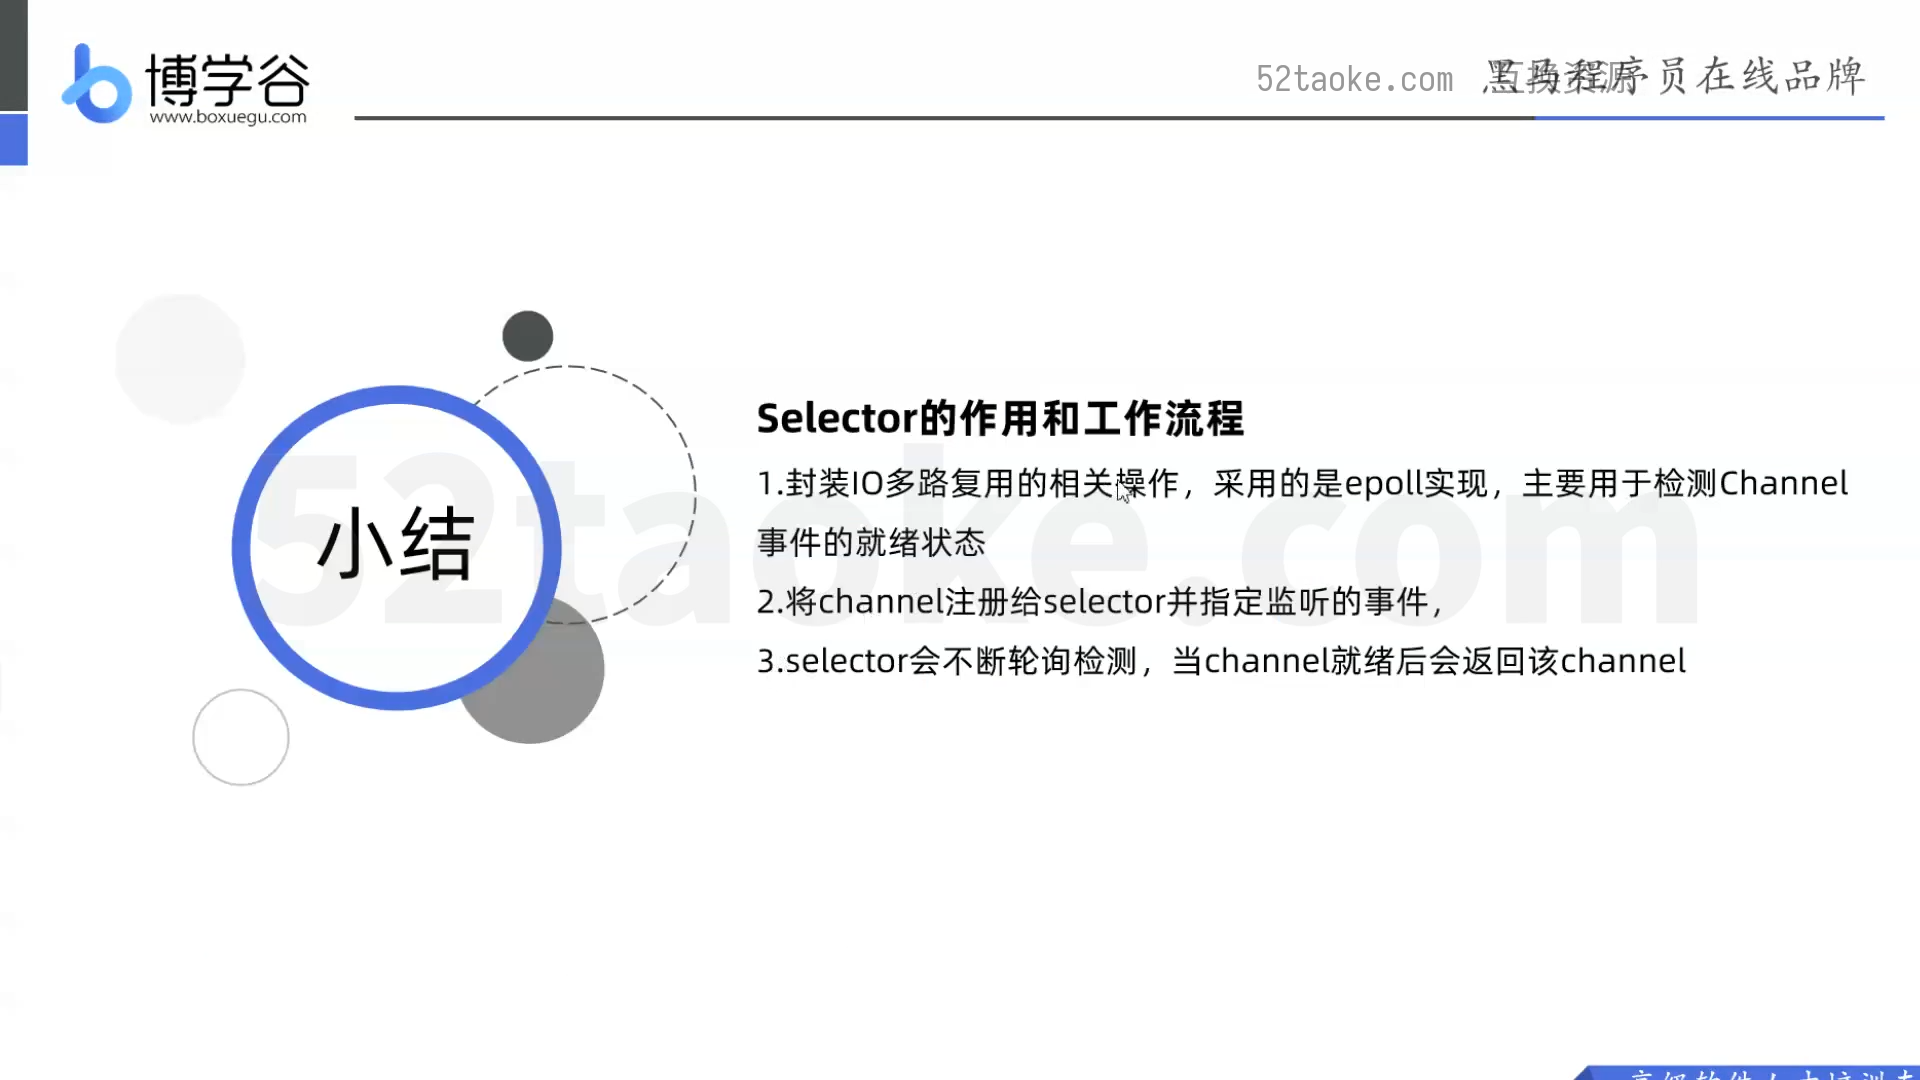 博学谷
www.boxuegu.com
52taoke.com
黑马程序员在线品牌
小结
52taoke.com
Selector的作用和工作流程
1.封装IO多路复用的相关操作，采用的是epoll实现，主要用于检测Channel
事件的就绪状态
2.将channel注册给selector并指定监听的事件，
3.selector会不断轮询检测，当channel就绪后会返回该channel